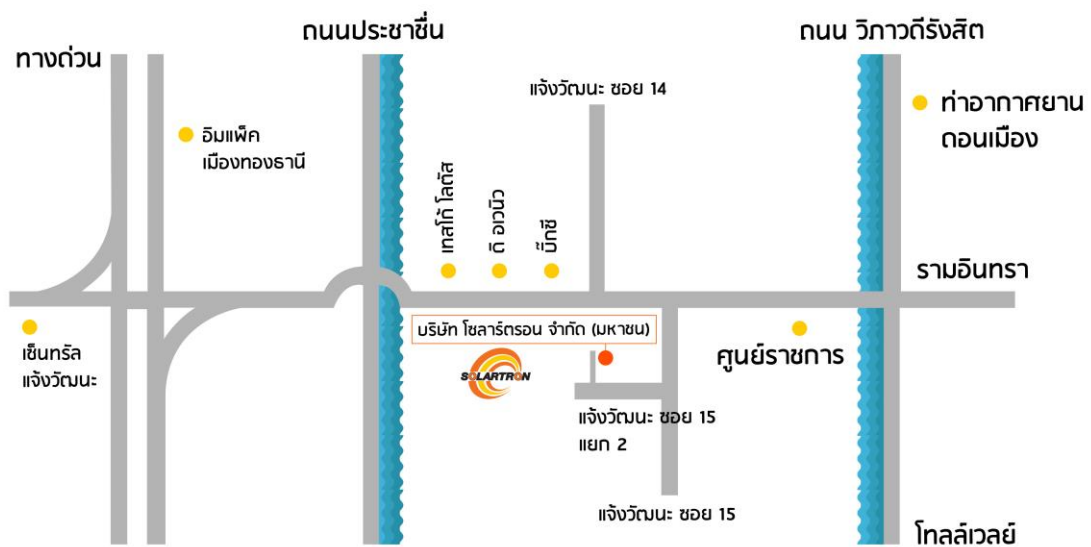 ถนนประชาชื่น
ถนน วิภาวดีรังสิต
ทางด่วน
แจ้งวัฒนะ ซอย 14
ท่าอากาศยาน
ดอนเมือง
อิมแพ็ค
เมืองทองธานี
เทสโก้ โลตัส
ดิ อเวนิว
บิ๊กซี
รามอินทรา
บริษัท โซลาร์ตรอน จำกัด (มหาชน)
เซ็นทรัล
แจ้งวัฒนะ
ศูนย์ราชการ
SOLARTRON
แจ้งวัฒนะ ซอย 15
แยก 2
แจ้งวัฒนะ ซอย 15
โทลล์เวลย์